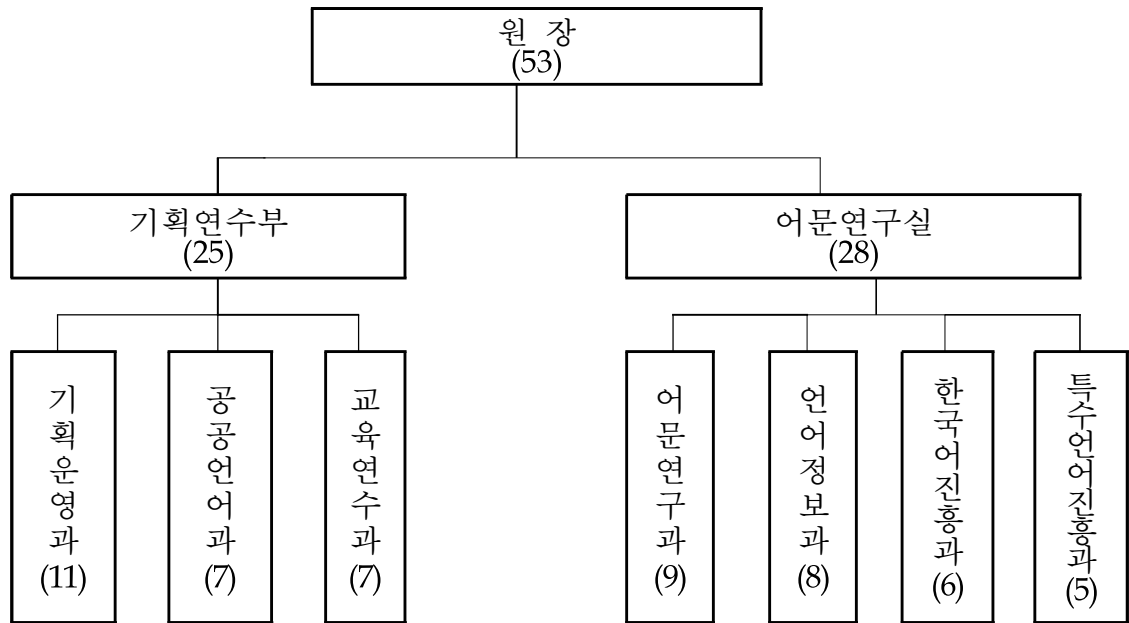 원 장
(53)
기획연수부
(25)
어문연구실
(28)
기획운영과
(11)
공공언어과
(7)
교육연수과
(7)
어문연구과
(9)
언어정보과
(8)
한국어진흥과
(6)
특수언어진흥과
(5)